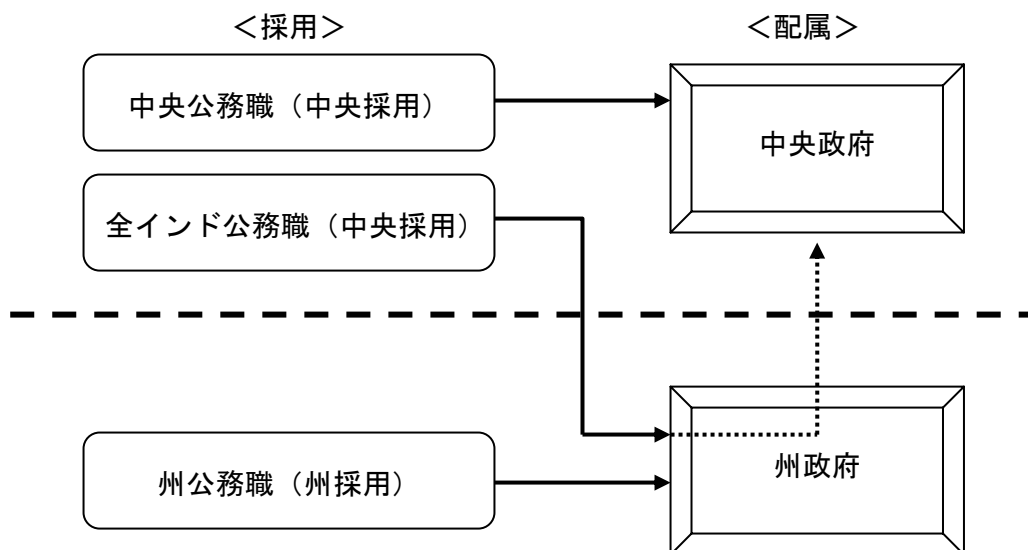 ＜採用＞
＜配属＞
中央公務職（中央採用）
中央政府
全インド公務職（中央採用）
州公務職（州採用）
州政府